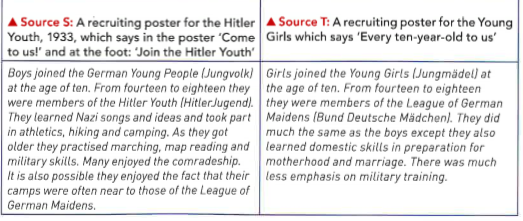 ▲ Source S: A recruiting poster for the Hitler
Youth, 1933, which says in the poster ‘Come
to us!’ and at the foot: ‘Join the Hitler Youth’
Boys joined the German Young People (Jungvolk)
at the age of ten. From fourteen to eighteen they
were members of the Hitler Youth (HitlerJugend).
They learned Nazi songs and ideas and took part
in athletics, hiking and camping. As they got
older they practised marching, map reading and
military skills. Many enjoyed the comradeship.
It is also possible they enjoyed the fact that their
camps were often near to those of the League of
German Maidens.
▲ Source T: A recruiting poster for the Young
Girls which says ‘Every ten-year-old to us’
Girls joined the Young Girls (Jungmädel) at
the age of ten. From fourteen to eighteen
they were members of the League of German
Maidens (Bund Deutsche Mädchen). They did
much the same as the boys except they also
learned domestic skills in preparation for
motherhood and marriage. There was much
less emphasis on military training.